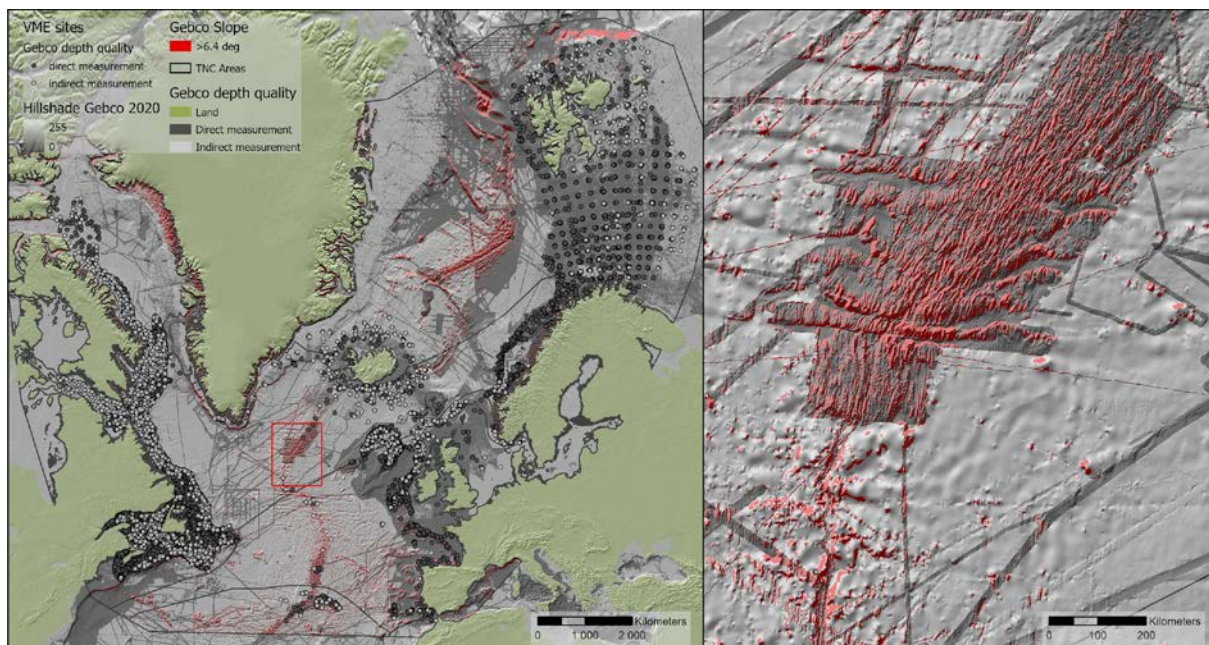 VME sites
Gebco depth quality
direct measurement
indirect measurement
Hillshade Gebco 2020
255
0
Gebco Slope
>6.4 deg
TNC Areas
Gebco depth quality
Land
Direct measurement
Indirect measurement
Kilometers
0 1 000 2 000
Kilometers
0 100 200